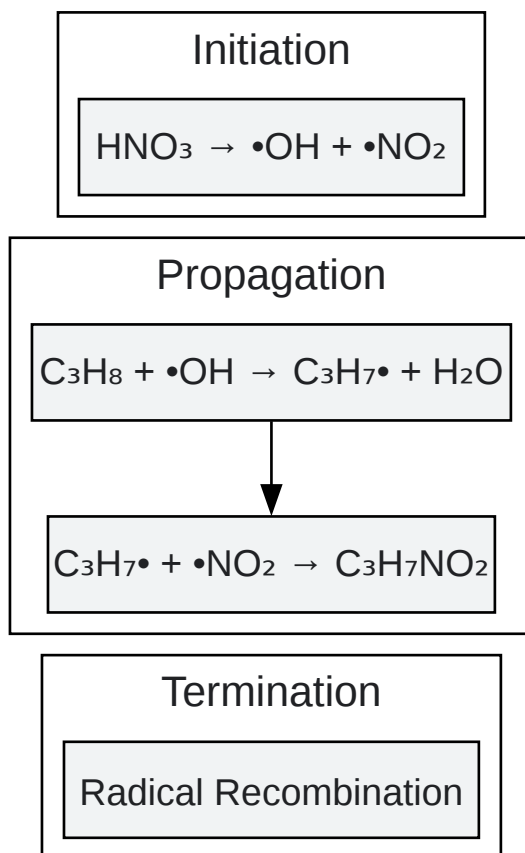 Initiation
HNO₃ → •OH + •NO₂
Propagation
C₃H₈ + •OH → C₃H₇• + H₂O
C₃H₇• + •NO₂ → C₃H₇NO₂
Termination
Radical Recombination